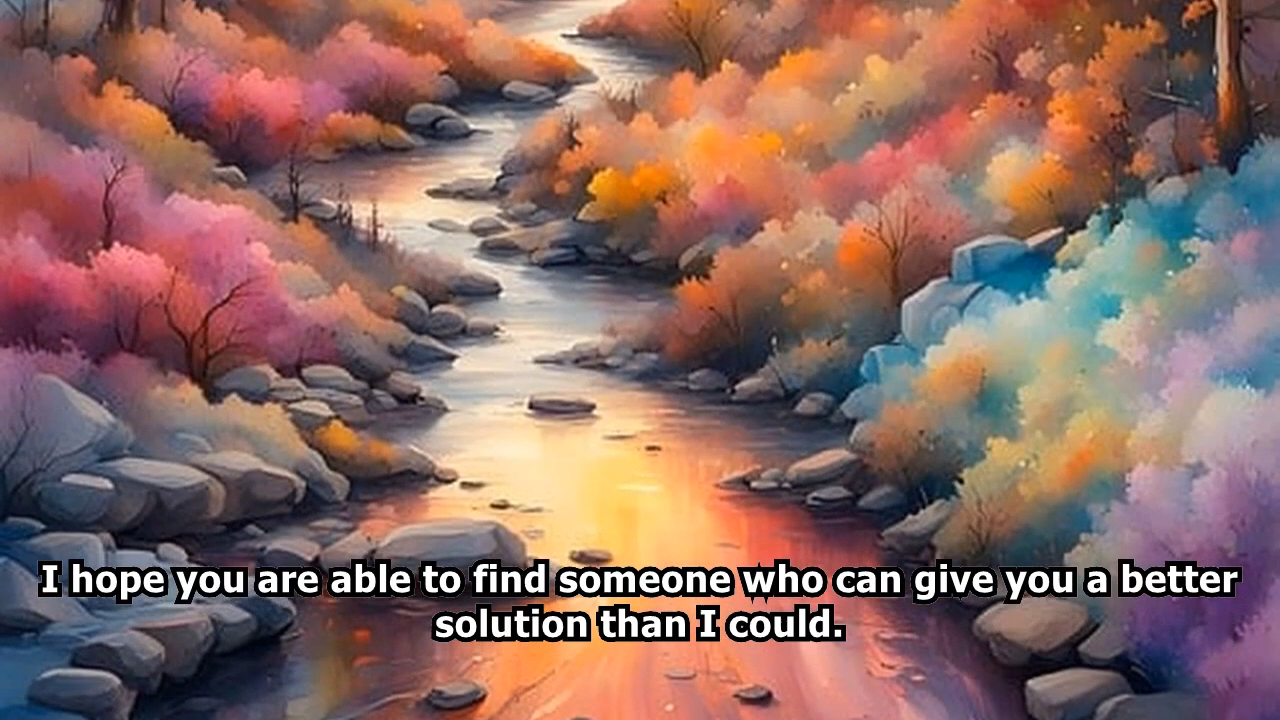 I hope you are able to find someone who can give you a better
solution than I could.